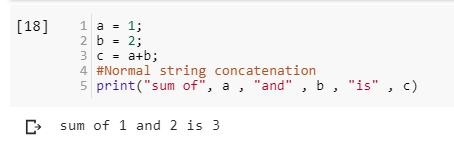 [18] 1 a = 1;
2 b = 2;
3 c = a+b;
4 #Normal string concatenation
5 print("sum of", a , "and" , b , "is" , c)
sum of 1 and 2 is 3